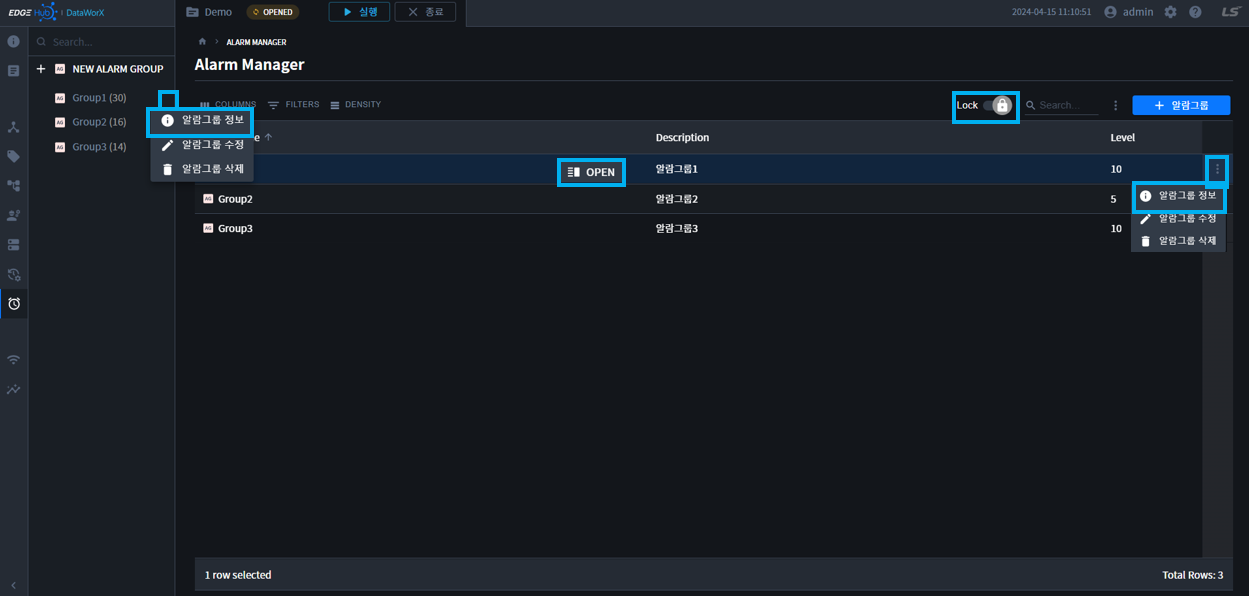 EDGE Hub | DataWorX
Demo
OPENED
실행
종료
2024-04-15 11:10:51
admin
LS
Search...
NEW ALARM GROUP
Group1 (30)
Group2 (16)
Group3 (14)
알람그룹 정보
알람그룹 수정
알람그룹 삭제
ALARM MANAGER
Alarm Manager
COLUMNS
FILTERS
DENSITY
Lock
Search...
알람그룹
Description
Level
OPEN
알람그룹1
10
AG Group2
알람그룹2
5
AG Group3
알람그룹3
10
알람그룹 정보
알람그룹 수정
알람그룹 삭제
1 row selected
Total Rows: 3